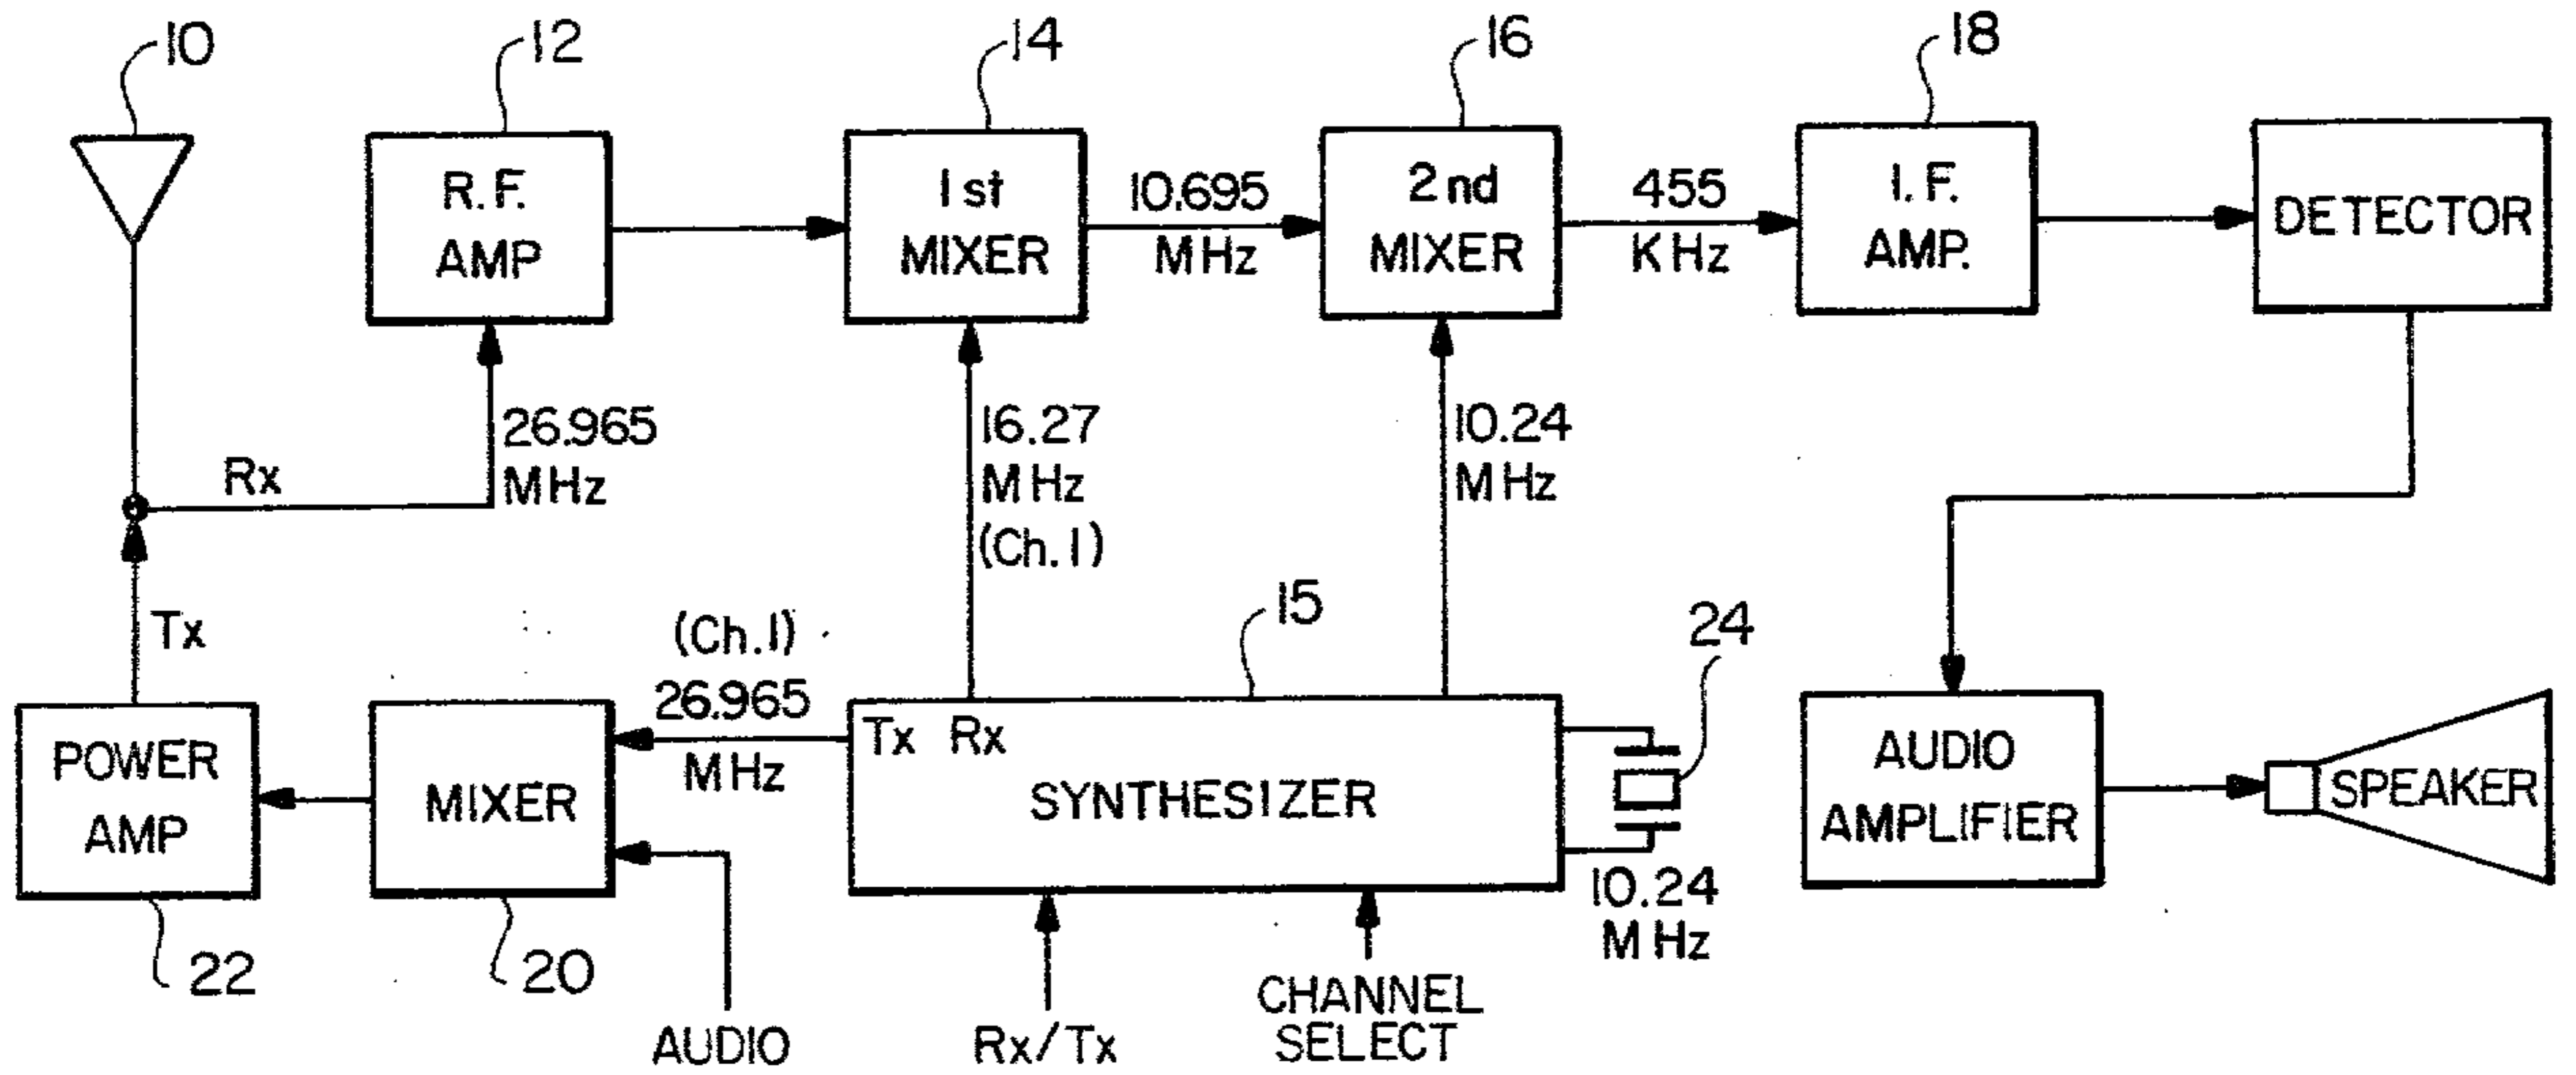 10
12
14
16
18
R.F.
AMP
1st
MIXER
10.695
MHz
2nd
MIXER
455
KHz
I.F.
AMP.
DETECTOR
Rx
26.965
MHz
16.27
MHz
(Ch.1)
10.24
MHz
Tx
(Ch.1)
26.965
MHz
15
24
POWER
AMP
MIXER
Tx Rx
SYNTHESIZER
10.24
MHz
AUDIO
AMPLIFIER
SPEAKER
22
20
AUDIO
Rx/Tx
CHANNEL
SELECT